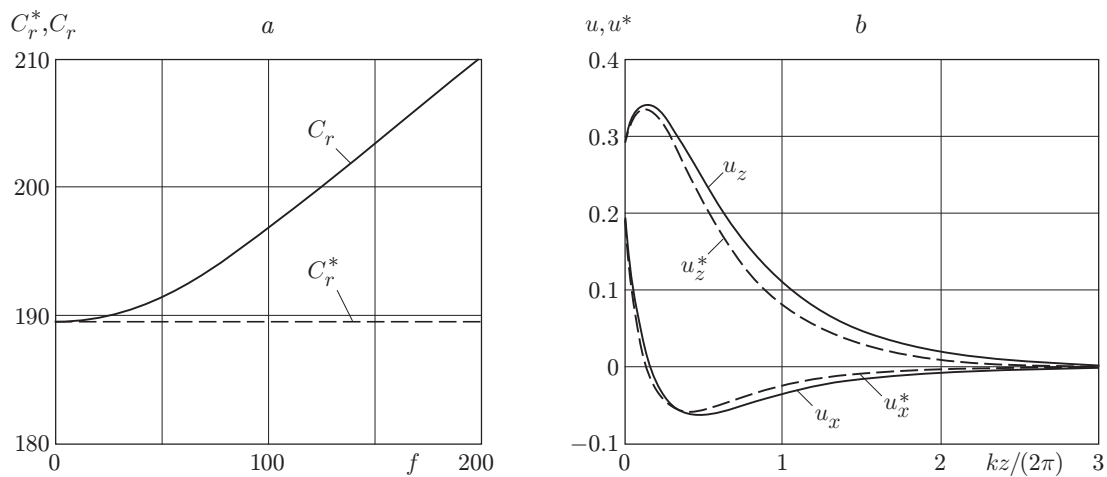 C_r^*, C_r
a
210
200
190
180
0
100
f
200
C_r
C_r^*
u, u*
b
0.4
0.3
0.2
0.1
0
−0.1
0
1
2
kz/(2π)
3
u_z
u_z^*
u_x
u_x^*